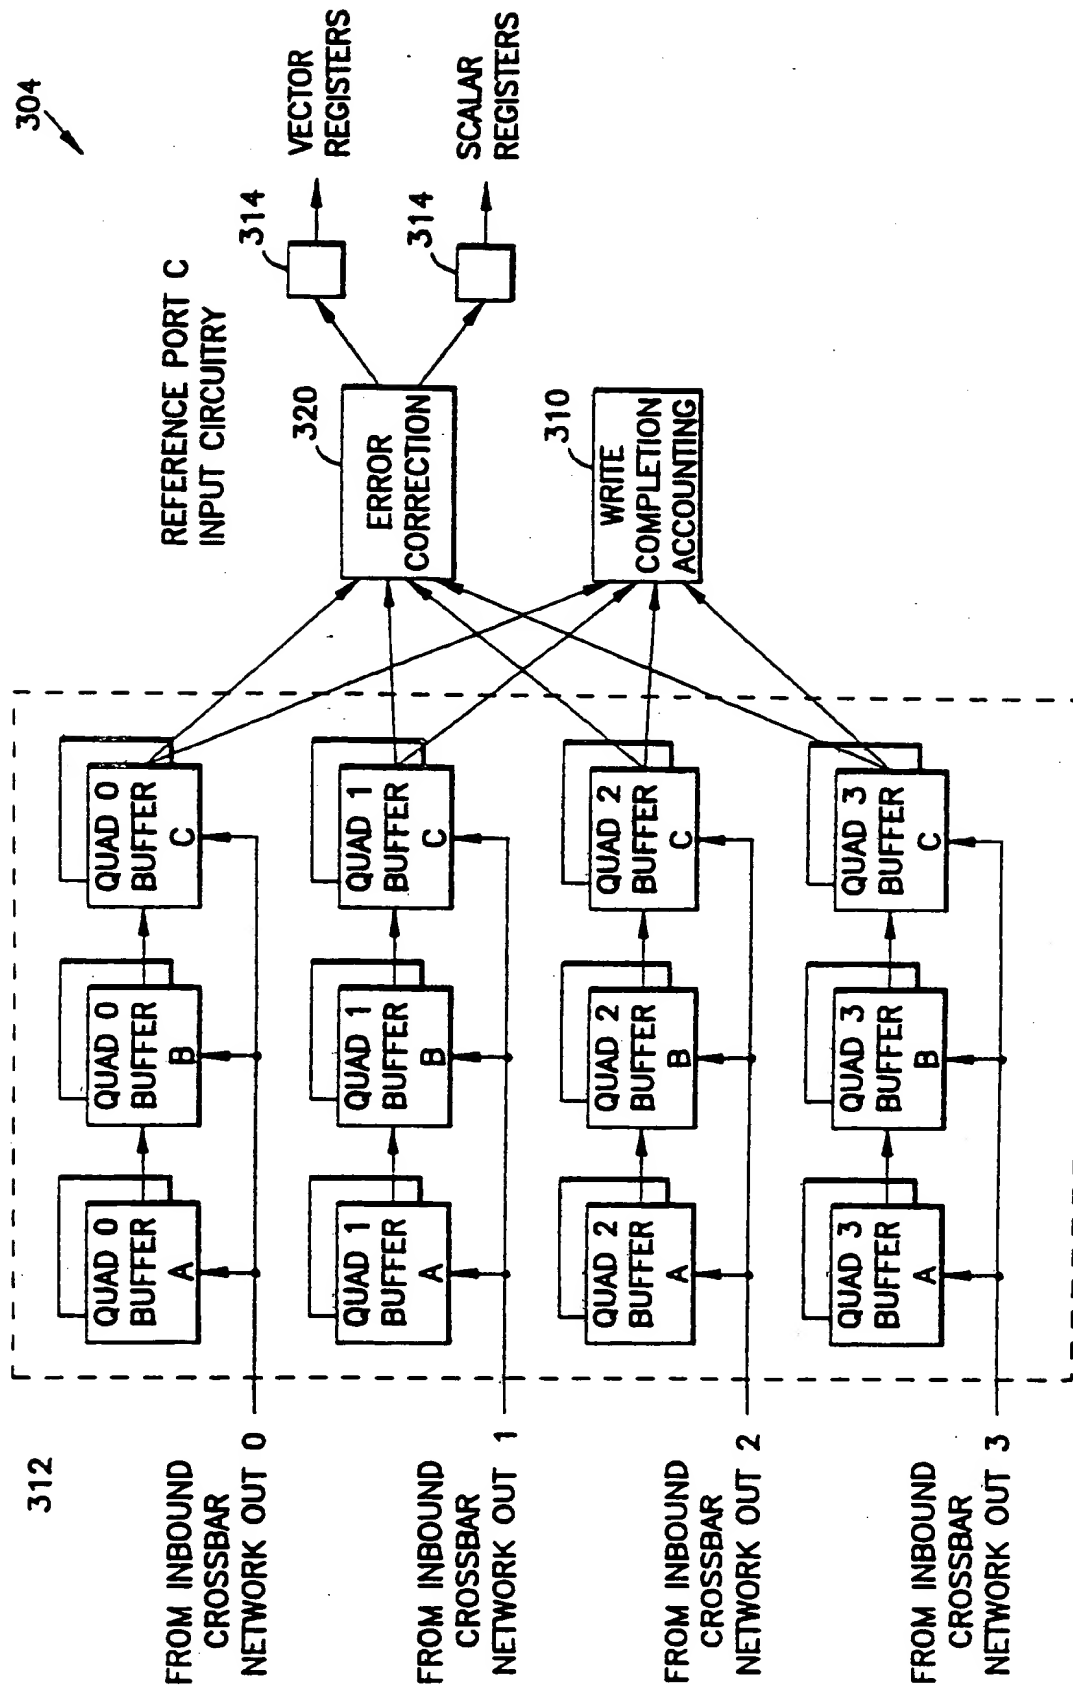 304
REFERENCE PORT C
INPUT CIRCUITRY
312
FROM INBOUND
CROSSBAR
NETWORK OUT 0
QUAD 0
BUFFER
A
QUAD 0
BUFFER
B
QUAD 0
BUFFER
C
FROM INBOUND
CROSSBAR
NETWORK OUT 1
QUAD 1
BUFFER
A
QUAD 1
BUFFER
B
QUAD 1
BUFFER
C
FROM INBOUND
CROSSBAR
NETWORK OUT 2
QUAD 2
BUFFER
A
QUAD 2
BUFFER
B
QUAD 2
BUFFER
C
FROM INBOUND
CROSSBAR
NETWORK OUT 3
QUAD 3
BUFFER
A
QUAD 3
BUFFER
B
QUAD 3
BUFFER
C
320
ERROR
CORRECTION
310
WRITE
COMPLETION
ACCOUNTING
314
VECTOR
REGISTERS
314
SCALAR
REGISTERS